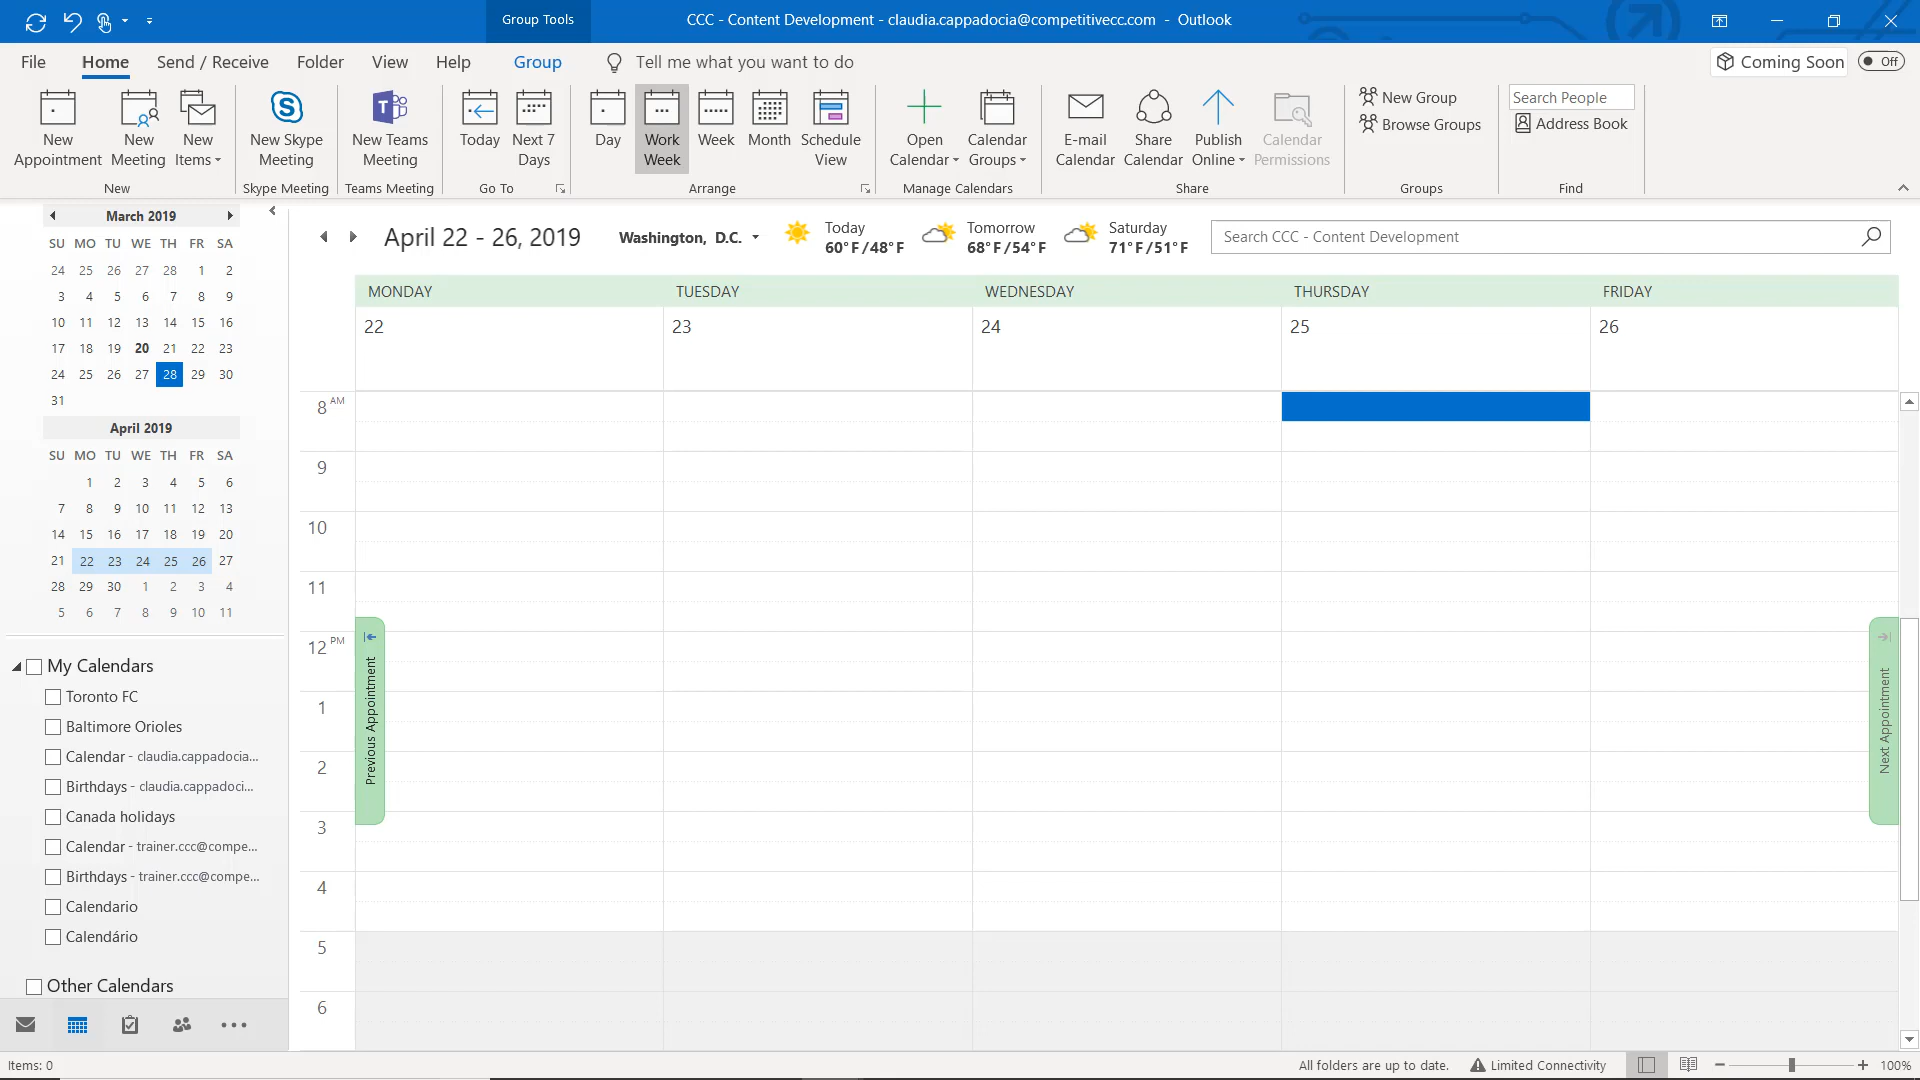 Group Tools
CCC - Content Development - claudia.cappadocia@competitivecc.com - Outlook
File Home Send / Receive Folder View Help Group Tell me what you want to do Coming Soon Off
New Appointment
New Meeting
New Items
New
New Skype Meeting
Skype Meeting
New Teams Meeting
Teams Meeting
Today
Next 7 Days
Go To
Day
Work Week
Week
Month
Schedule View
Arrange
Open Calendar
Calendar Groups
Manage Calendars
E-mail Calendar
Share Calendar
Publish Online
Calendar Permissions
Share
New Group
Browse Groups
Groups
Search People
Address Book
Find
March 2019
SU MO TU WE TH FR SA
24 25 26 27 28 1 2
3 4 5 6 7 8 9
10 11 12 13 14 15 16
17 18 19 20 21 22 23
24 25 26 27 28 29 30
31
April 2019
SU MO TU WE TH FR SA
1 2 3 4 5 6
7 8 9 10 11 12 13
14 15 16 17 18 19 20
21 22 23 24 25 26 27
28 29 30 1 2 3 4
5 6 7 8 9 10 11
My Calendars
Toronto FC
Baltimore Orioles
Calendar - claudia.cappadocia...
Birthdays - claudia.cappadoci...
Canada holidays
Calendar - trainer.ccc@compe...
Birthdays - trainer.ccc@compe...
Calendario
Calendário
Other Calendars
April 22 - 26, 2019
Washington, D.C.
Today
60°F/48°F
Tomorrow
68°F/54°F
Saturday
71°F/51°F
Search CCC - Content Development
MONDAY TUESDAY WEDNESDAY THURSDAY FRIDAY
22 23 24 25 26
8 AM
9
10
11
12 PM
1
2
3
4
5
6
Previous Appointment
Next Appointment
Items: 0
All folders are up to date.
Limited Connectivity
100%